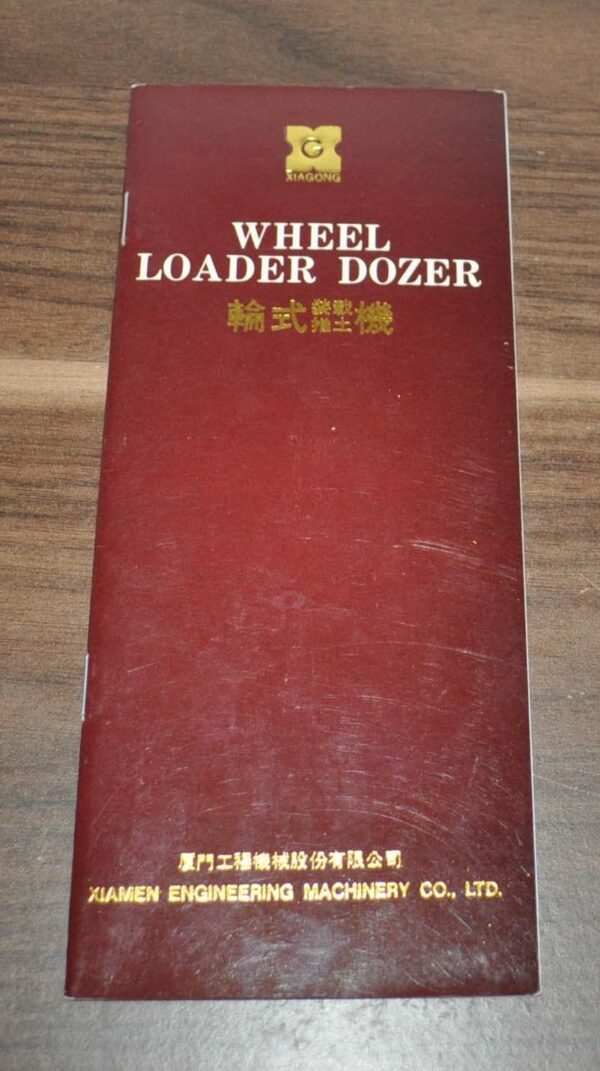 XIAGONG
WHEEL
LOADER DOZER
輪式裝載推土機
厦門工程機械股份有限公司
XIAMEN ENGINEERING MACHINERY CO., LTD.